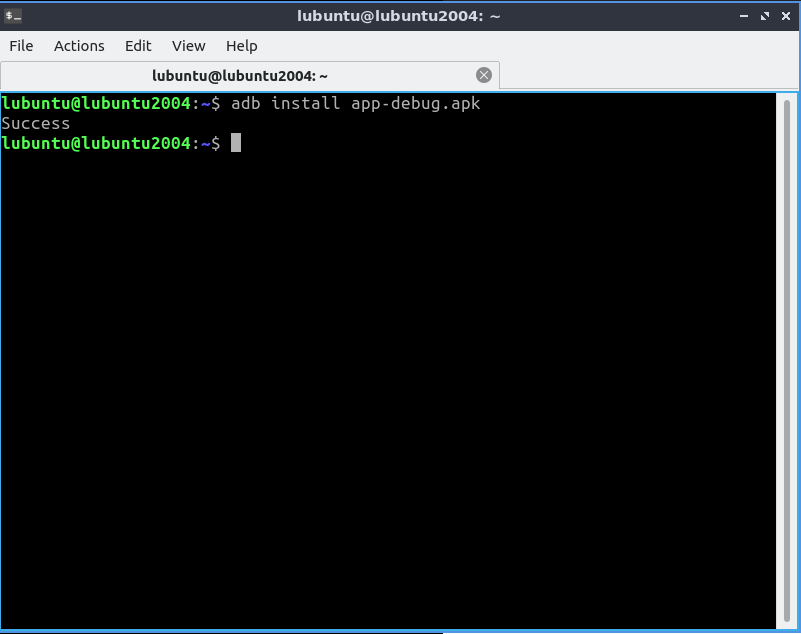 lubuntu@lubuntu2004: ~
File Actions Edit View Help
lubuntu@lubuntu2004: ~
lubuntu@lubuntu2004:~$ adb install app-debug.apk
Success
lubuntu@lubuntu2004:~$